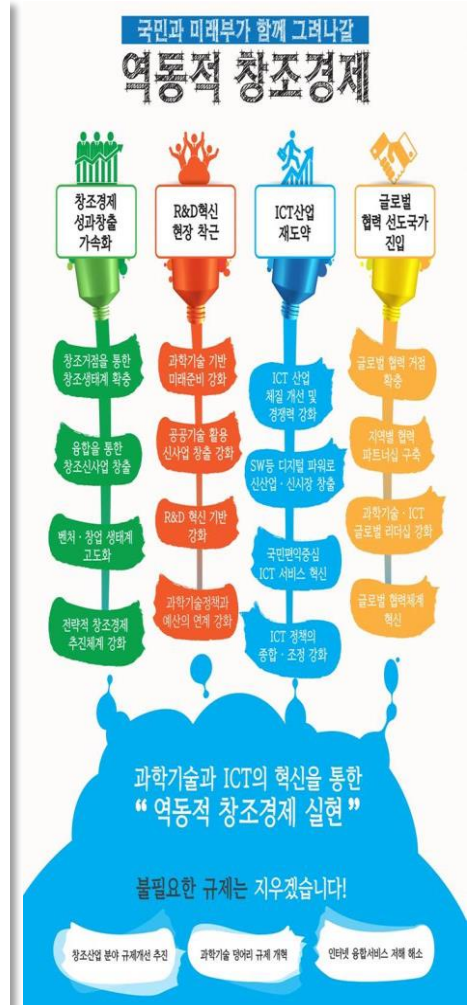 국민과 미래부가 함께 그려나갈
역동적 창조경제
창조경제
성과창출
가속화
창조거점을 통한
창조생태계 확충
융합을 통한
창조신사업 창출
벤처·창업 생태계
고도화
전략적 창조경제
추진체계 강화
R&D혁신
현장 착근
과학기술 기반
미래준비 강화
공공기술 활용
신사업 창출 강화
R&D 혁신 기반
강화
과학기술정책과
예산의 연계 강화
ICT산업
재도약
ICT 산업
체질 개선 및
경쟁력 강화
SW등 디지털 파워로
신산업·신시장 창출
국민편익중심
ICT 서비스 혁신
ICT 정책의
종합·조정 강화
글로벌
협력 선도국가
진입
글로벌 협력 거점
확충
지역별 협력
파트너십 구축
과학기술·ICT
글로벌 리더십 강화
글로벌 협력체계
혁신
과학기술과 ICT의 혁신을 통한
“ 역동적 창조경제 실현 ”
불필요한 규제는 지우겠습니다!
창조산업 분야 규제개선 추진
과학기술 덩어리 규제 개혁
인터넷 융합서비스 저해 해소